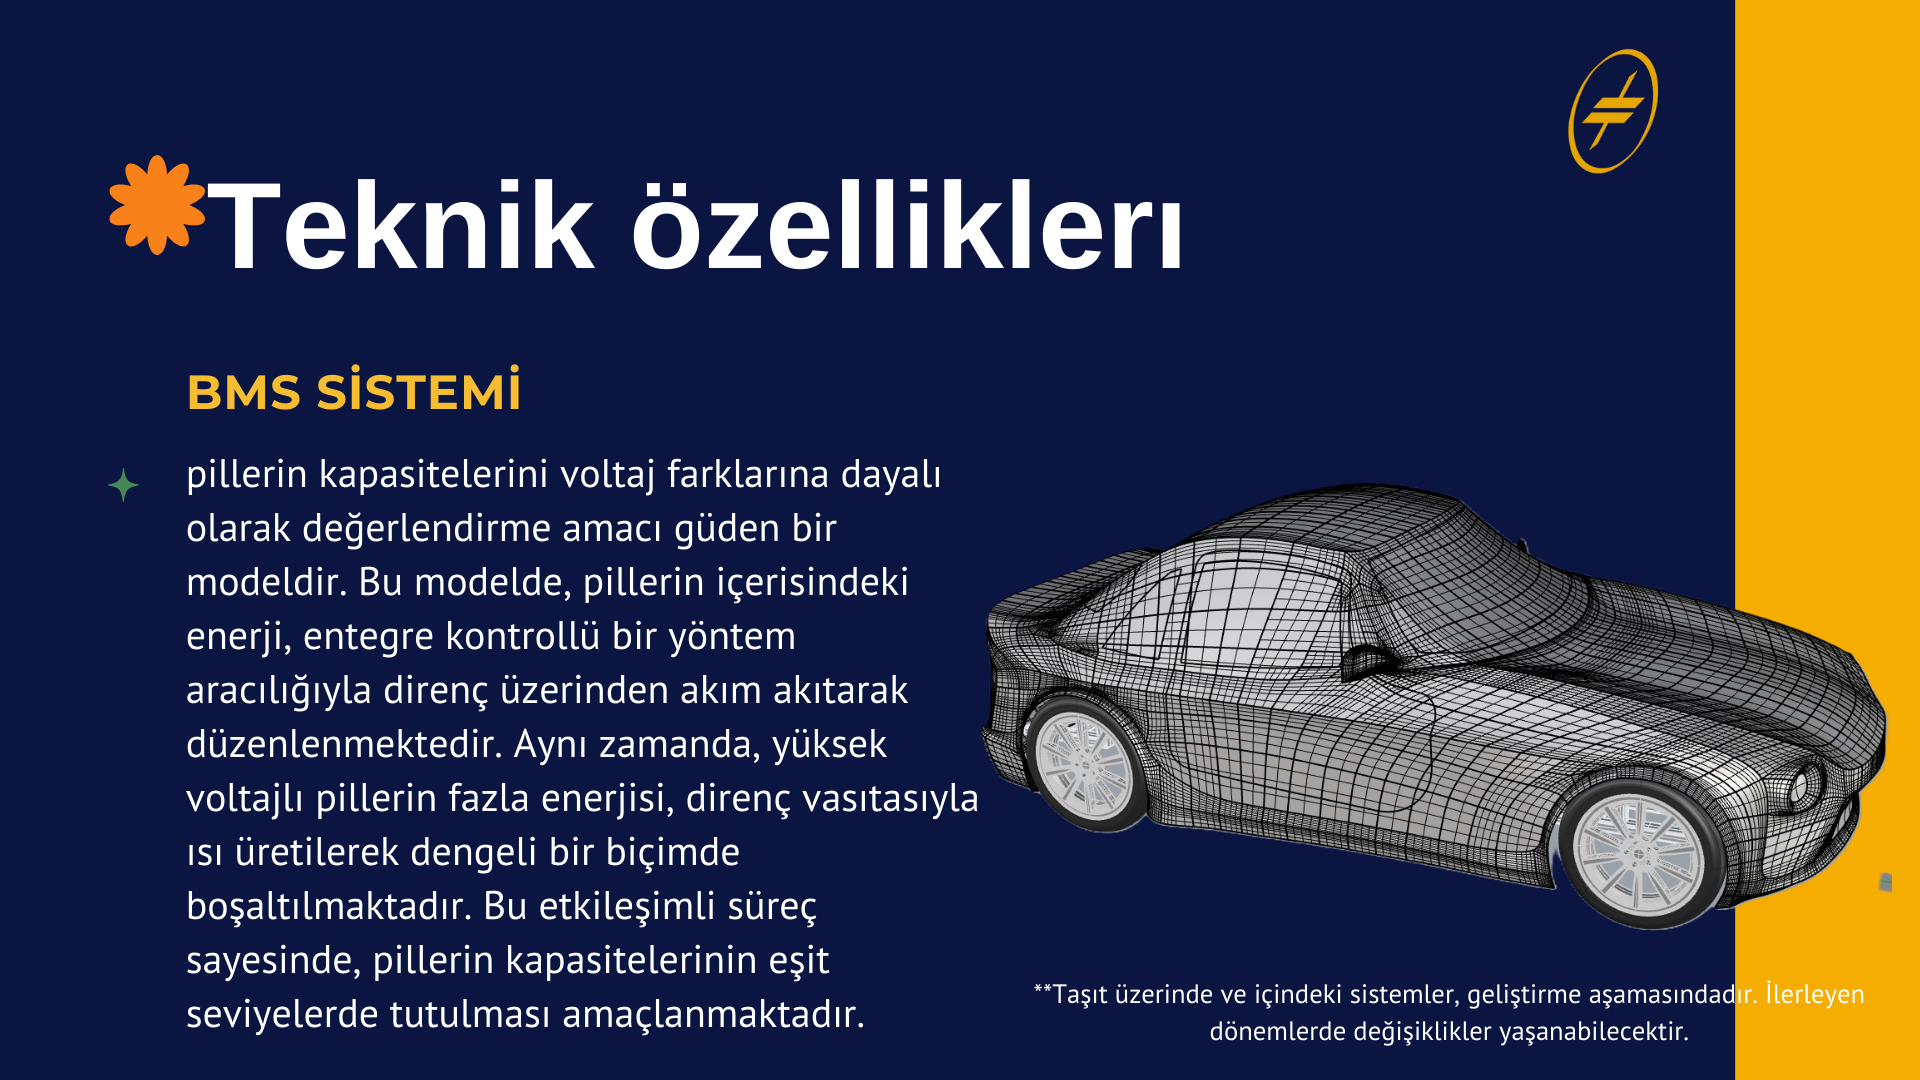 Teknik özelliklerı
BMS SİSTEMİ
pillerin kapasitelerini voltaj farklarına dayalı
olarak değerlendirme amacı güden bir
modeldir. Bu modelde, pillerin içerisindeki
enerji, entegre kontrollü bir yöntem
aracılığıyla direnç üzerinden akım akıtarak
düzenlenmektedir. Aynı zamanda, yüksek
voltajlı pillerin fazla enerjisi, direnç vasıtasıyla
ısı üretilerek dengeli bir biçimde
boşaltılmaktadır. Bu etkileşimli süreç
sayesinde, pillerin kapasitelerinin eşit
seviyelerde tutulması amaçlanmaktadır.
**Taşıt üzerinde ve içindeki sistemler, geliştirme aşamasındadır. İlerleyen
dönemlerde değişiklikler yaşanabilecektir.